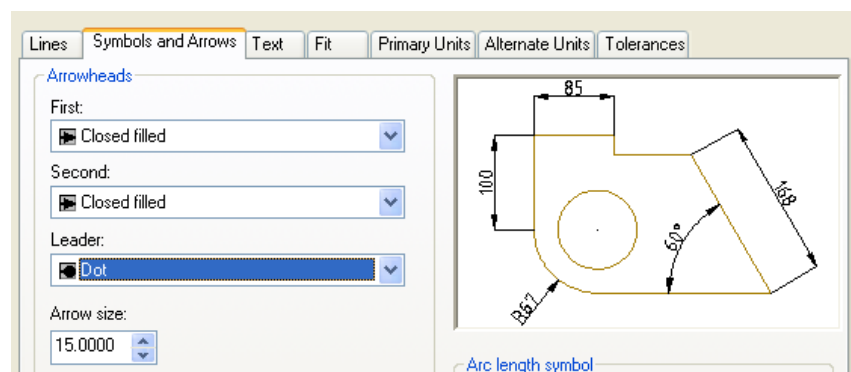 Lines Symbols and Arrows Text Fit Primary Units Alternate Units Tolerances
Arrowheads
First:
Closed filled
Second:
Closed filled
Leader:
Dot
Arrow size:
15.0000
85
100
168
60°
R67
Arc length symbol